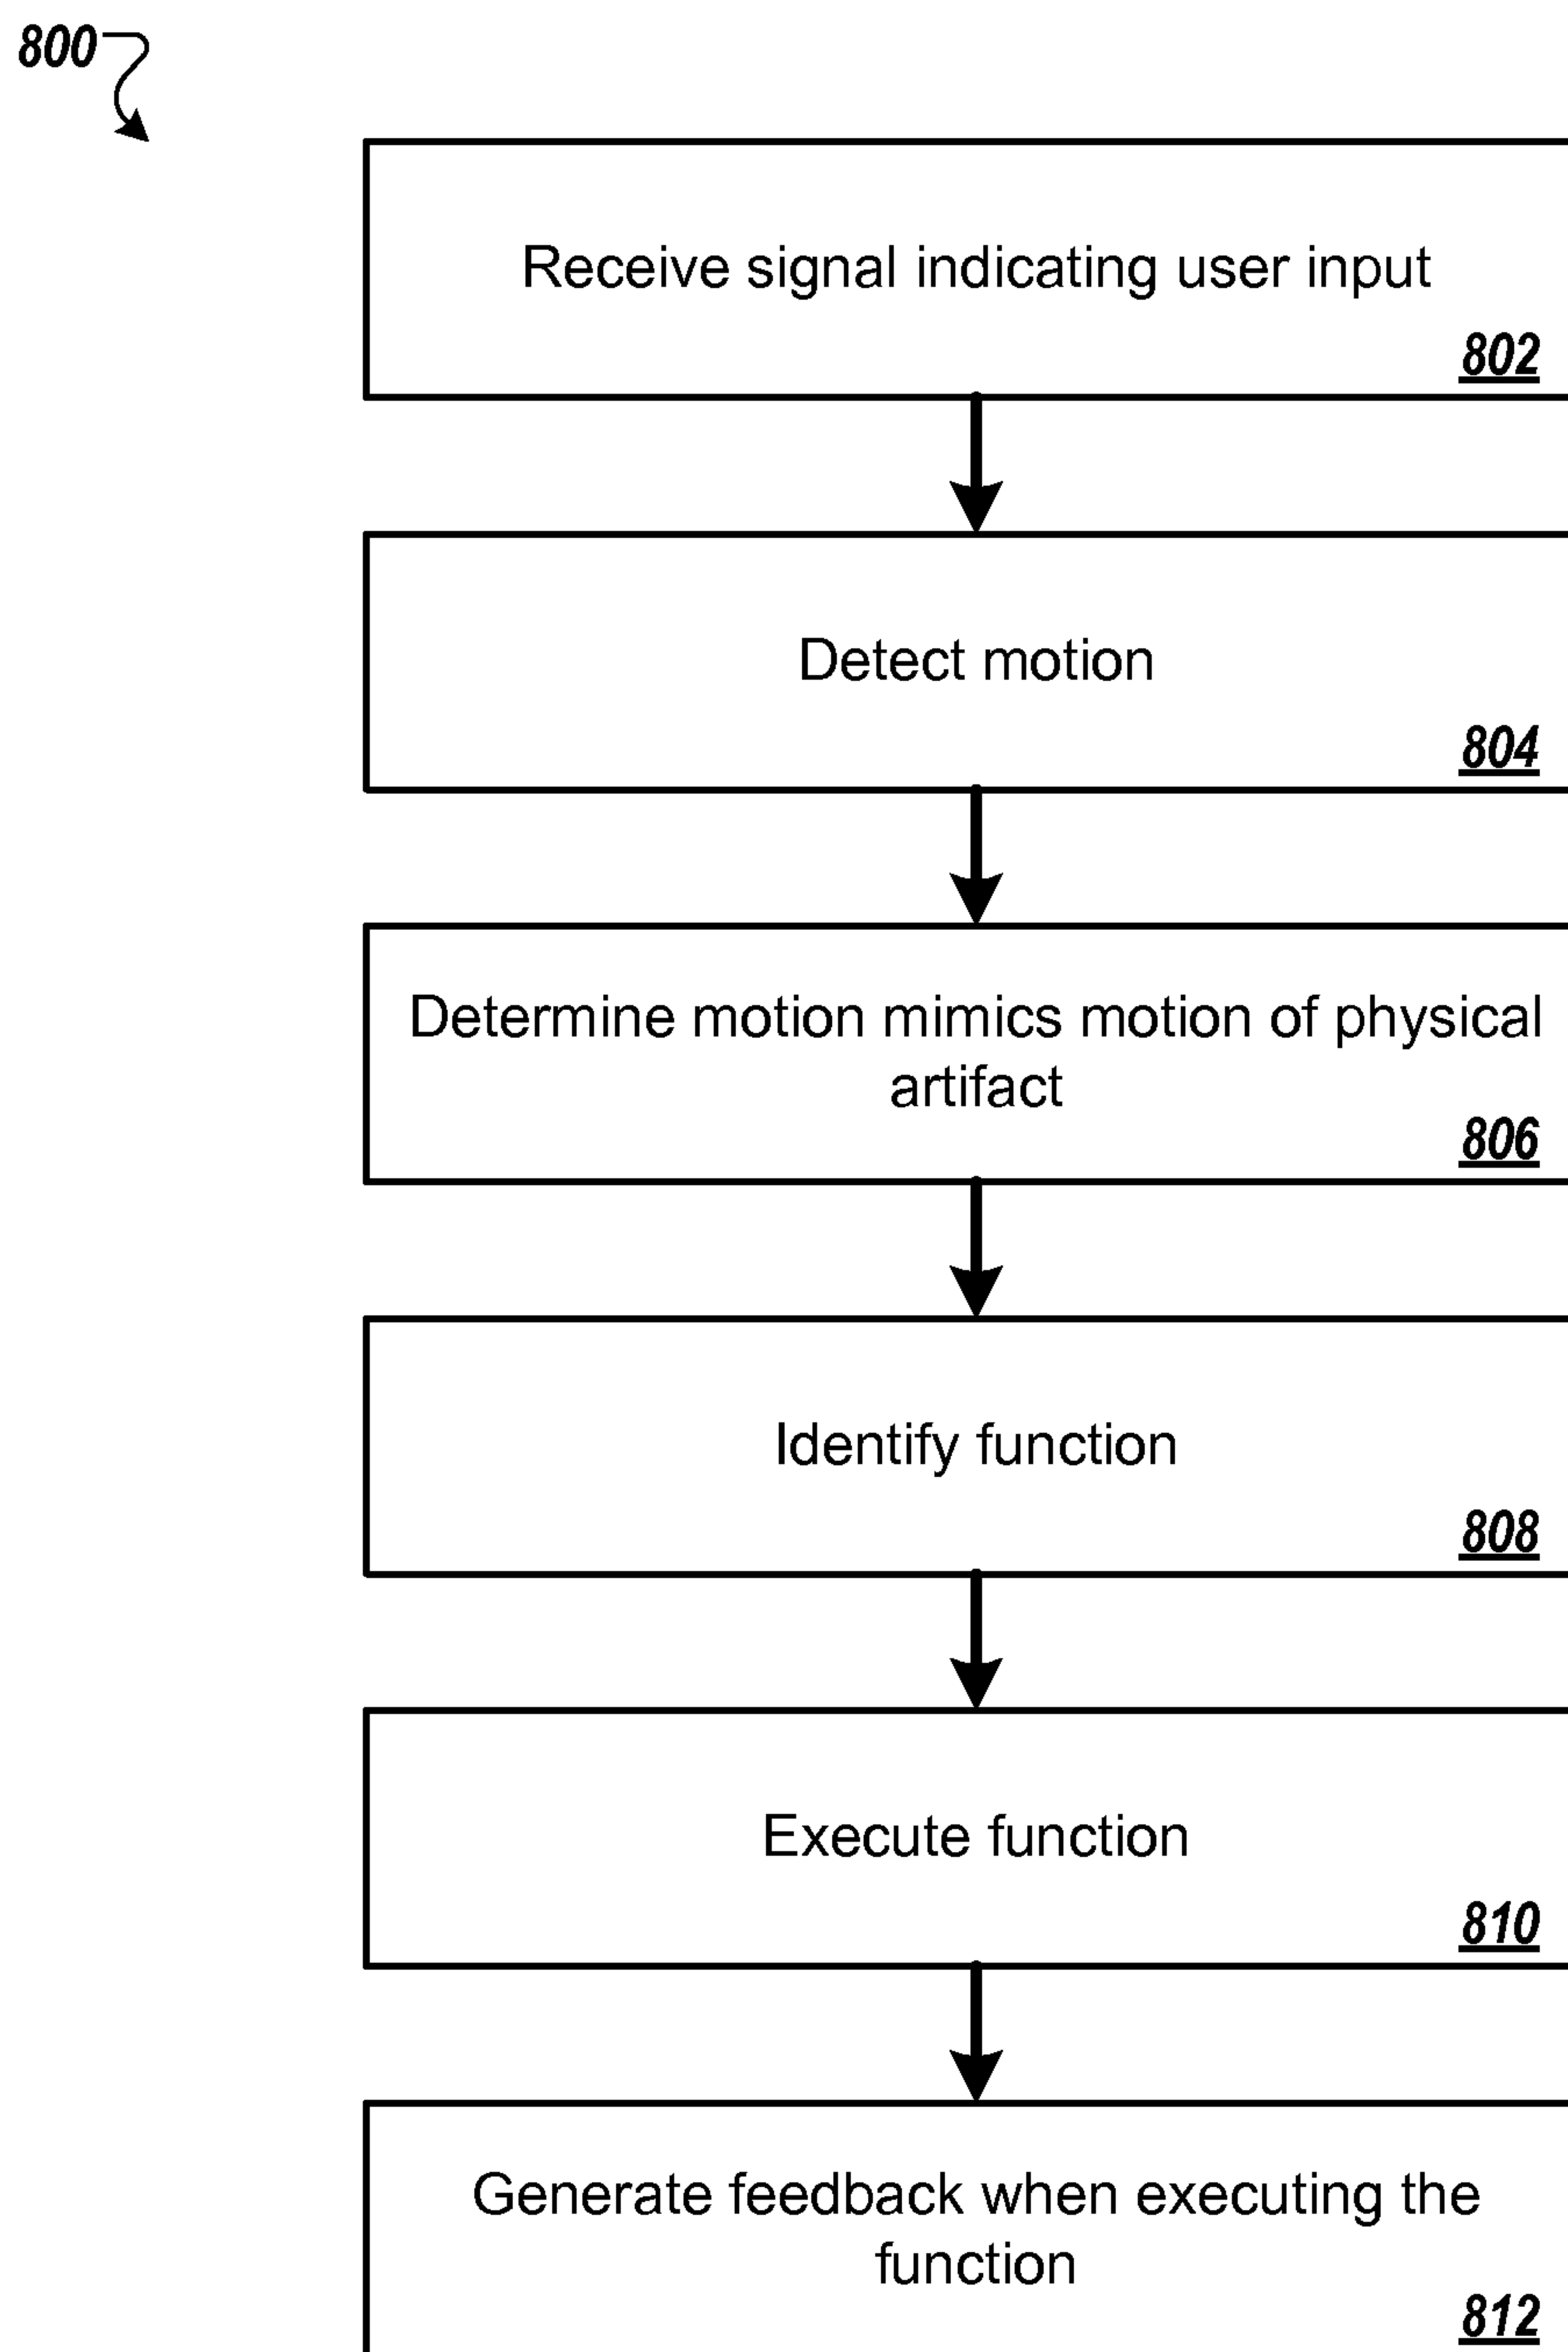 800
Receive signal indicating user input
802
Detect motion
804
Determine motion mimics motion of physical
artifact
806
Identify function
808
Execute function
810
Generate feedback when executing the
function
812